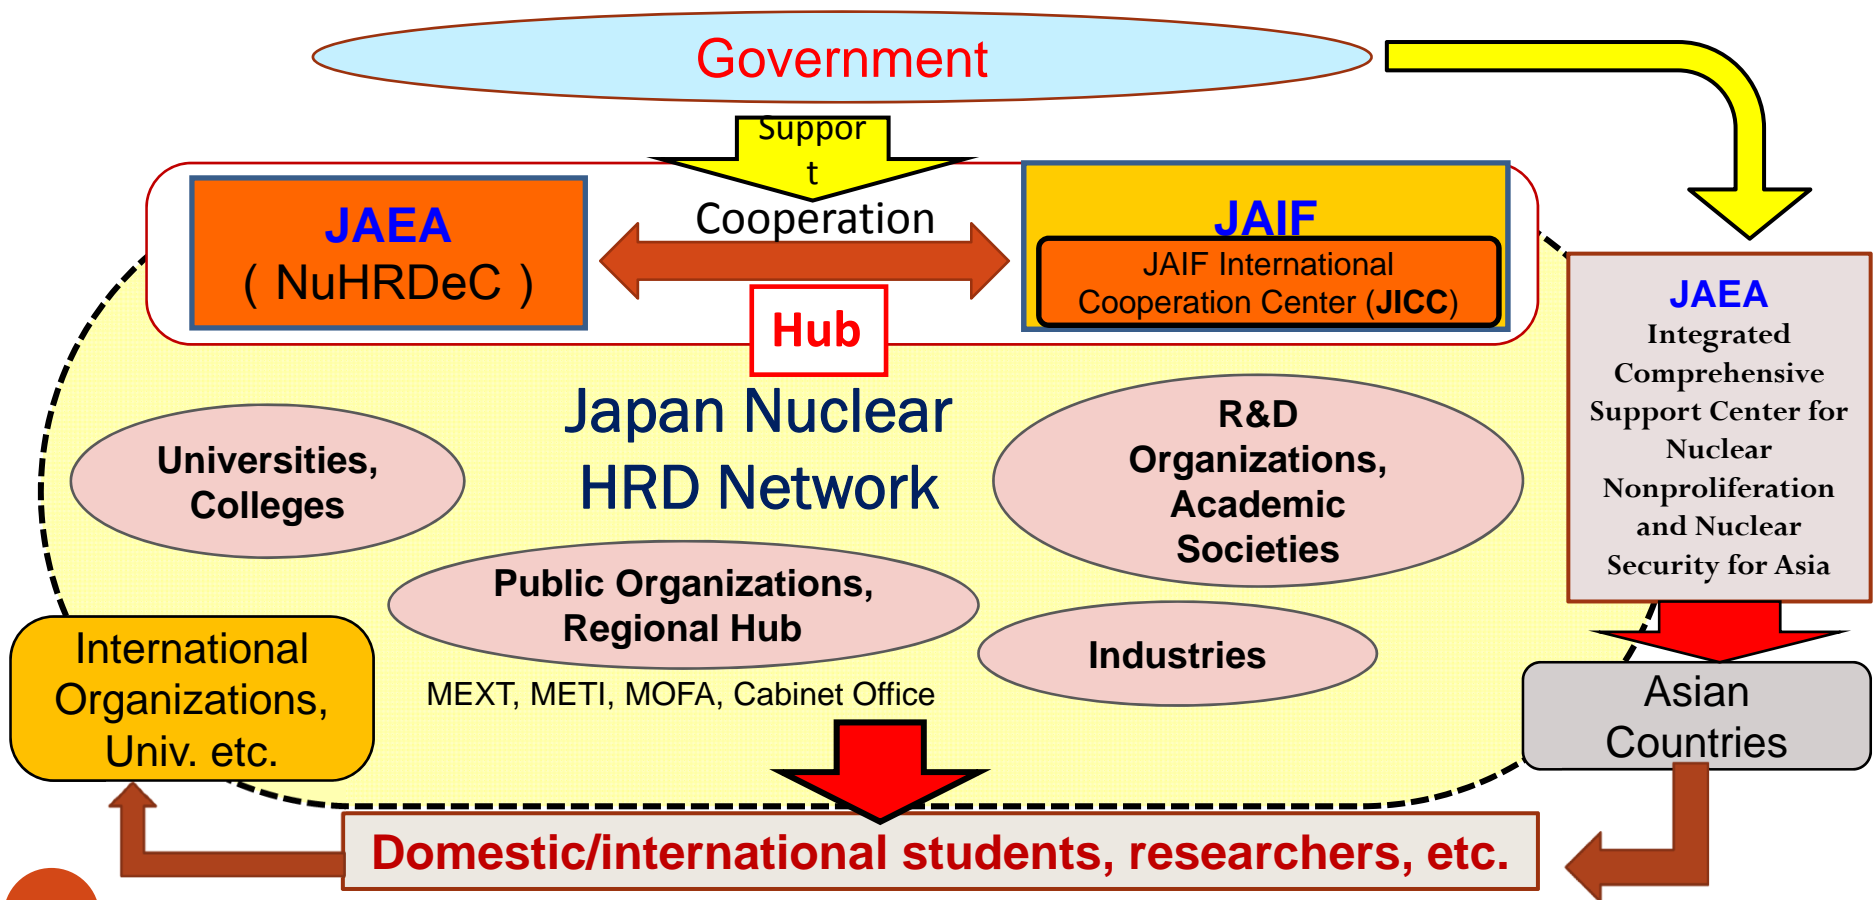 Government
Suppor
t
JAEA
( NuHRDeC )
Cooperation
JAIF
JAIF International
Cooperation Center (JICC)
Hub
JAEA
Integrated
Comprehensive
Support Center for
Nuclear
Nonproliferation
and Nuclear
Security for Asia
Japan Nuclear
HRD Network
Universities,
Colleges
R&D
Organizations,
Academic
Societies
Public Organizations,
Regional Hub
Industries
MEXT, METI, MOFA, Cabinet Office
International
Organizations,
Univ. etc.
Asian
Countries
Domestic/international students, researchers, etc.